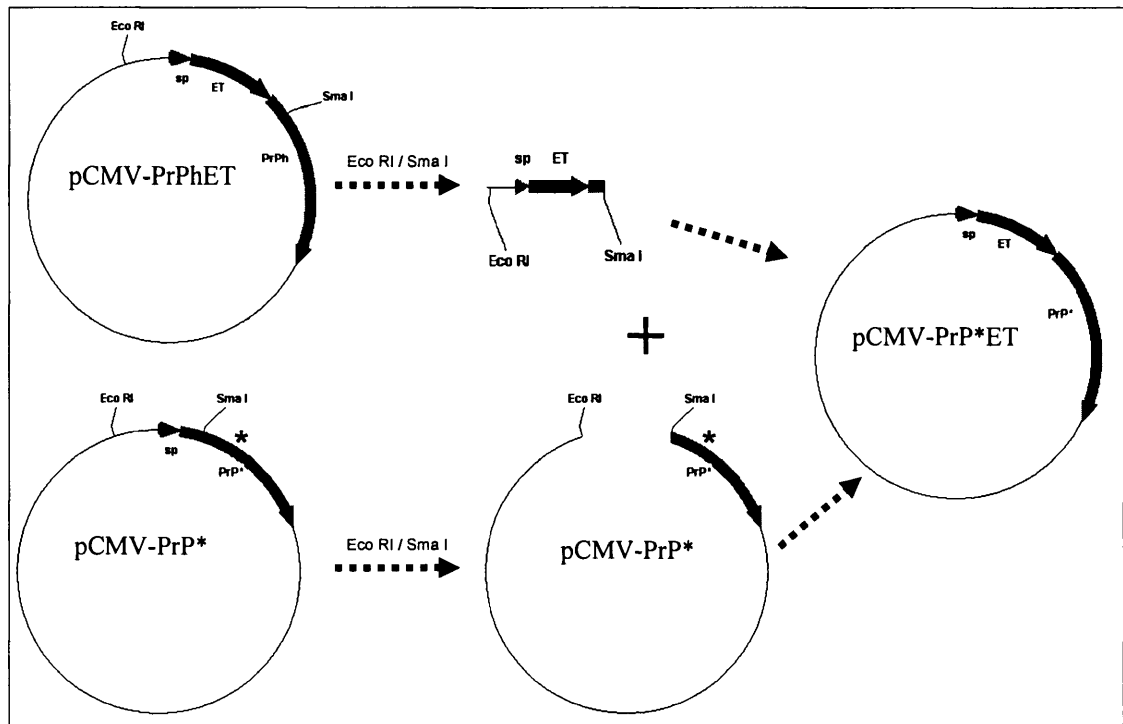 Eco RI
sp
ET
Sma I
PrPh
pCMV-PrPhET
Eco RI / Sma I
sp ET
Eco RI
Sma I
sp
ET
PrP*
pCMV-PrP*ET
+
Eco RI
Sma I
*
sp
PrP*
pCMV-PrP*
Eco RI / Sma I
Eco RI
Sma I
*
PrP*
pCMV-PrP*